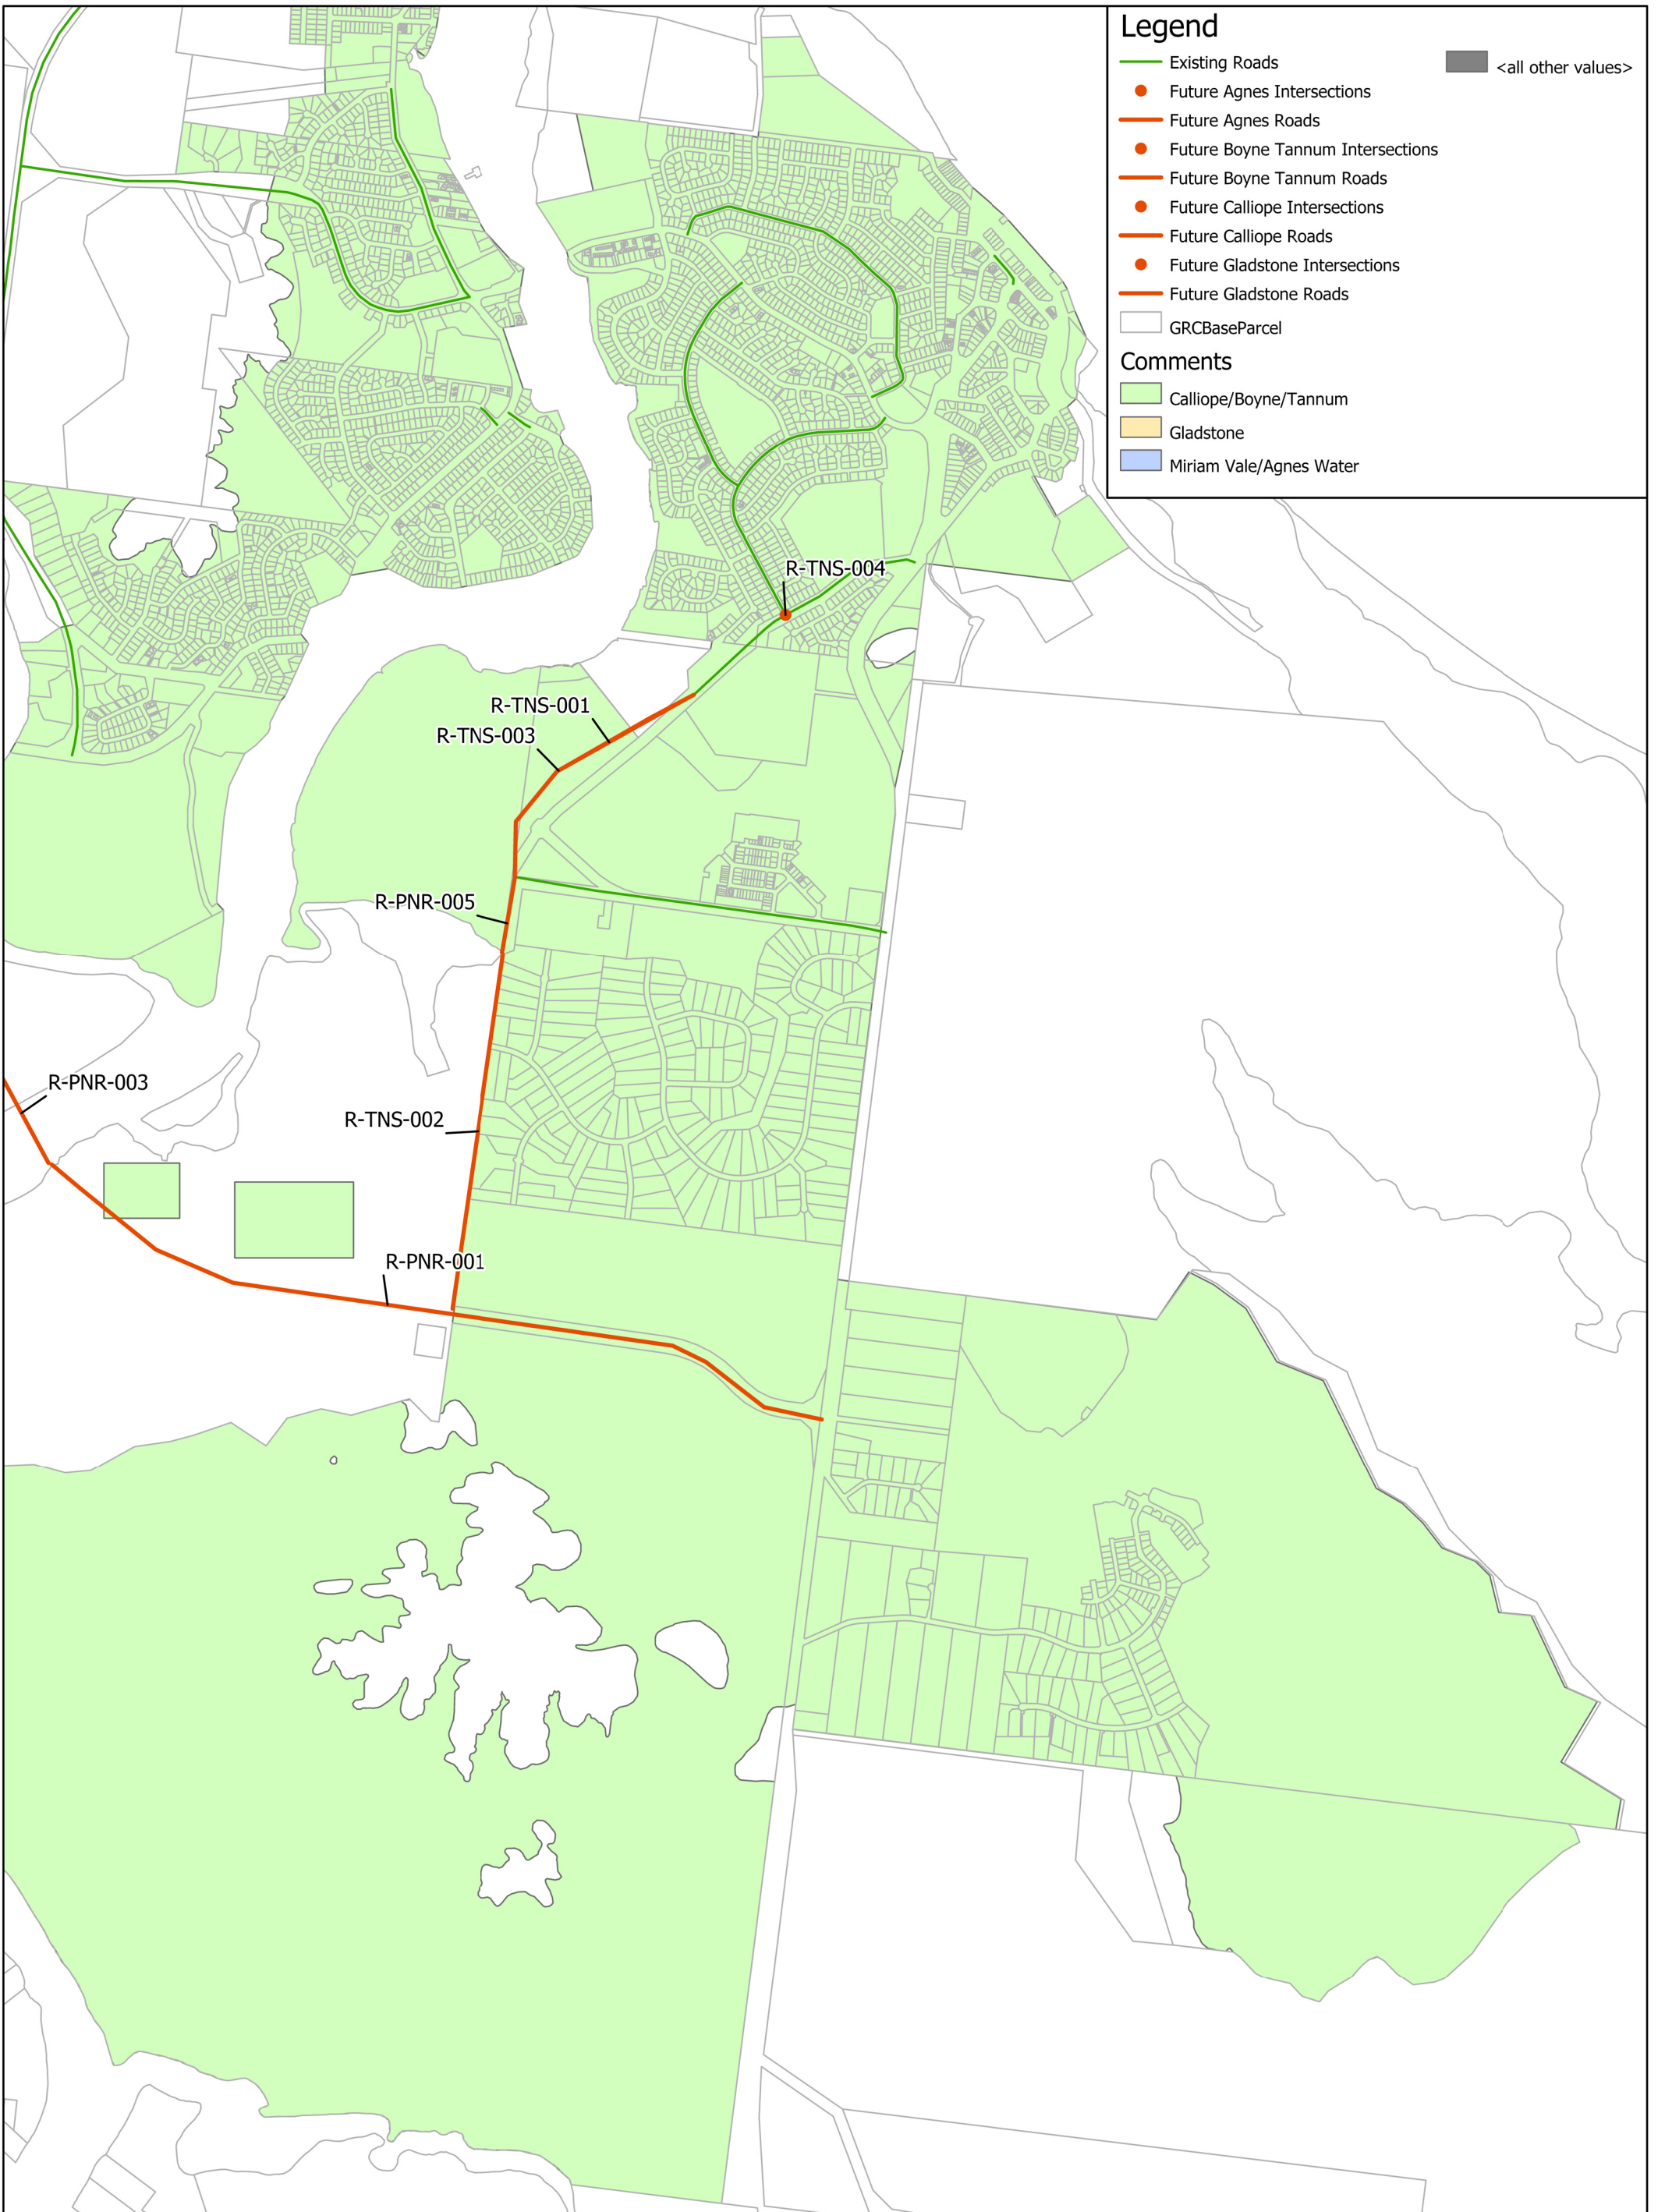 Legend
Existing Roads
<all other values>
Future Agnes Intersections
Future Agnes Roads
Future Boyne Tannum Intersections
Future Boyne Tannum Roads
Future Calliope Intersections
Future Calliope Roads
Future Gladstone Intersections
Future Gladstone Roads
GRCBaseParcel
Comments
Calliope/Boyne/Tannum
Gladstone
Miriam Vale/Agnes Water
R-TNS-004
R-TNS-001
R-TNS-003
R-PNR-005
R-PNR-003
R-TNS-002
R-PNR-001